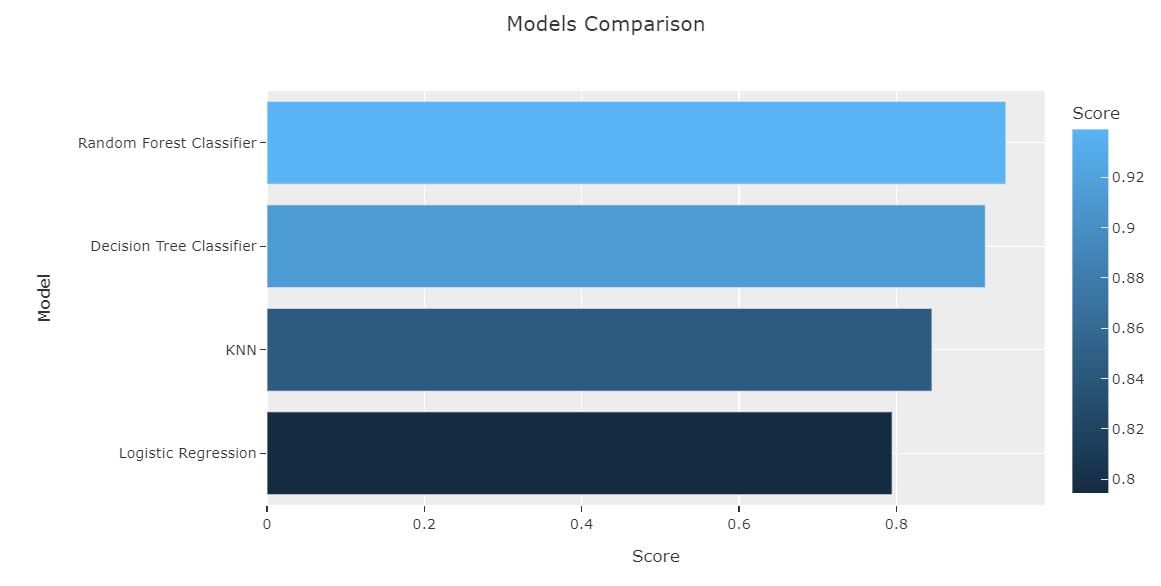 Models Comparison
Random Forest Classifier
Decision Tree Classifier
KNN
Logistic Regression
Model
0 0.2 0.4 0.6 0.8
Score
Score
0.92
0.9
0.88
0.86
0.84
0.82
0.8